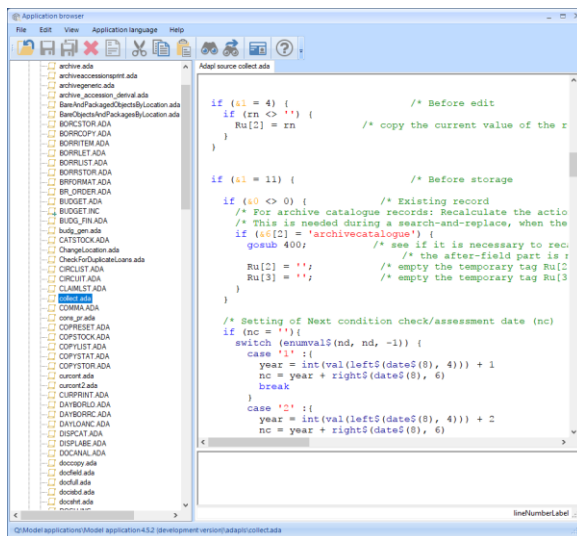 Application browser
File Edit View Application language Help
archive.ada
archiveaccessionsprint.ada
archivegeneric.ada
archive_accession_derival.ada
BareAndPackagedObjectsByLocation.ada
BareObjectsAndPackagesByLocation.ada
BORCSTOR.ADA
BORRCOPY.ADA
BORRITEM.ADA
BORRLET.ADA
BORRLIST.ADA
BORRSTOR.ADA
BRFORMAT.ADA
BR_ORDER.ADA
BUDGET.ADA
BUDGET.INC
BUDG_FIN.ADA
budg_gen.ada
CATSTOCK.ADA
ChangeLocation.ada
CheckForDuplicateLoans.ada
CIRCLIST.ADA
CIRCUIT.ADA
CLAIMLST.ADA
collect.ada
COMMA.ADA
cons_pr.ada
COPRESET.ADA
COPSTOCK.ADA
COPYLIST.ADA
COPYSTAT.ADA
COPYSTOR.ADA
curcont.ada
curcont2.ada
CURPRINT.ADA
DAYBORLO.ADA
DAYBORRC.ADA
DAYLOANC.ADA
DISPCAT.ADA
DISPLABE.ADA
DOCANAL.ADA
doccopy.ada
docfield.ada
docfull.ada
docisbd.ada
docshrt.ada
Adapl source collect.ada
if (&1 = 4) { /* Before edit
if (rn <> '') {
Ru[2] = rn /* copy the current value of the r
}
}
if (&1 = 11) { /* Before storage
if (&0 <> 0) { /* Existing record
/* For archive catalogue records: Recalculate the actio
/* This is needed during a search-and-replace, when the
if (&6[2] = 'archivecatalogue') {
gosub 400; /* see if it is necessary to reca
/* the after-field part is n
Ru[2] = ''; /* empty the temporary tag Ru[2
Ru[3] = ''; /* empty the temporary tag Ru[3
}
}
/* Setting of Next condition check/assessment date (nc)
if (nc = ''){
switch (enumval$(nd, nd, -1)) {
case '1' :{
year = int(val(left$(date$(8), 4))) + 1
nc = year + right$(date$(8), 6)
break
}
case '2' :{
year = int(val(left$(date$(8), 4))) + 2
nc = year + right$(date$(8), 6)
lineNumberLabel
Q:\Model applications\Model application4.5.2 (development version)\adapls\collect.ada